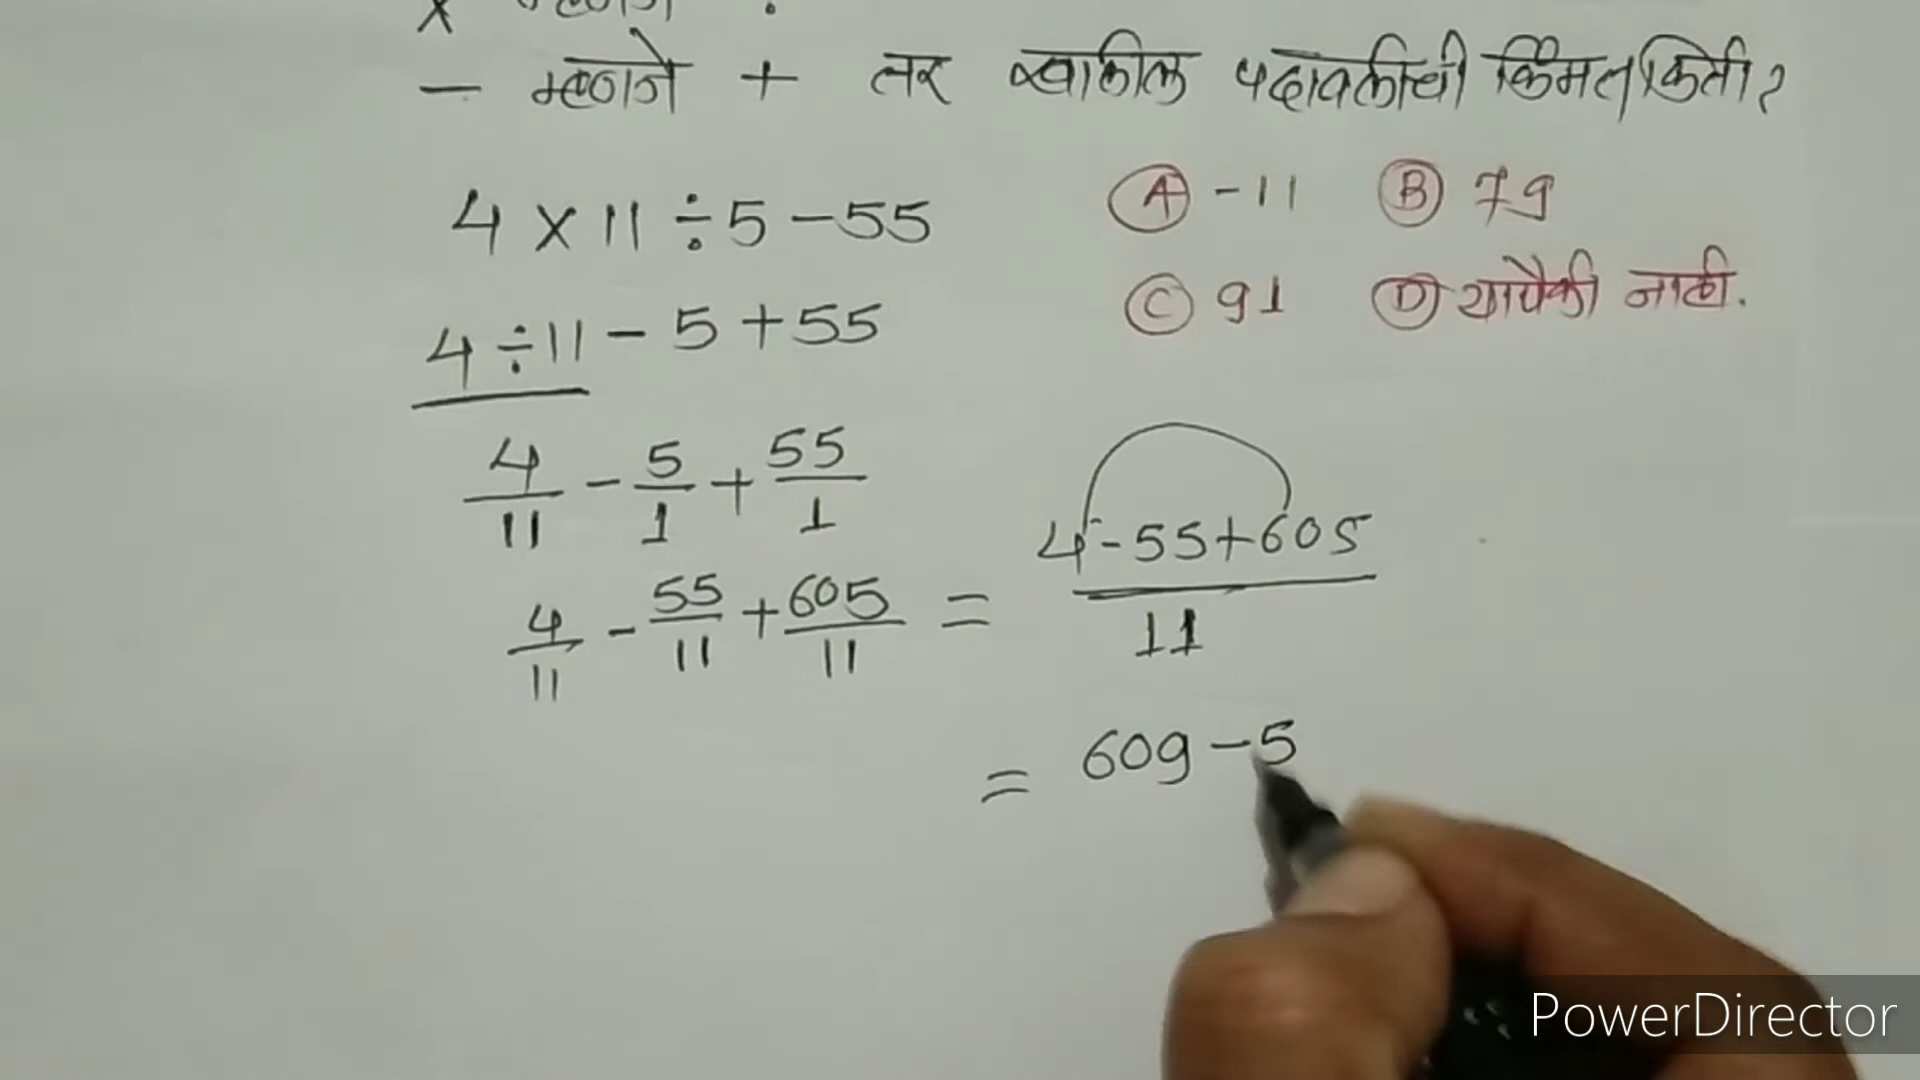 ×
− म्हणजे + तर खालील पदावलीची किंमत किती?
4 × 11 ÷ 5 − 55
Ⓐ −11 Ⓑ 79
4 ÷ 11 − 5 + 55
Ⓒ 91 Ⓓ यापैकी नाही.
4/11 − 5/1 + 55/1
4/11 − 55/11 + 605/11 = 4 − 55 + 605 / 11
= 609 − 5
PowerDirector